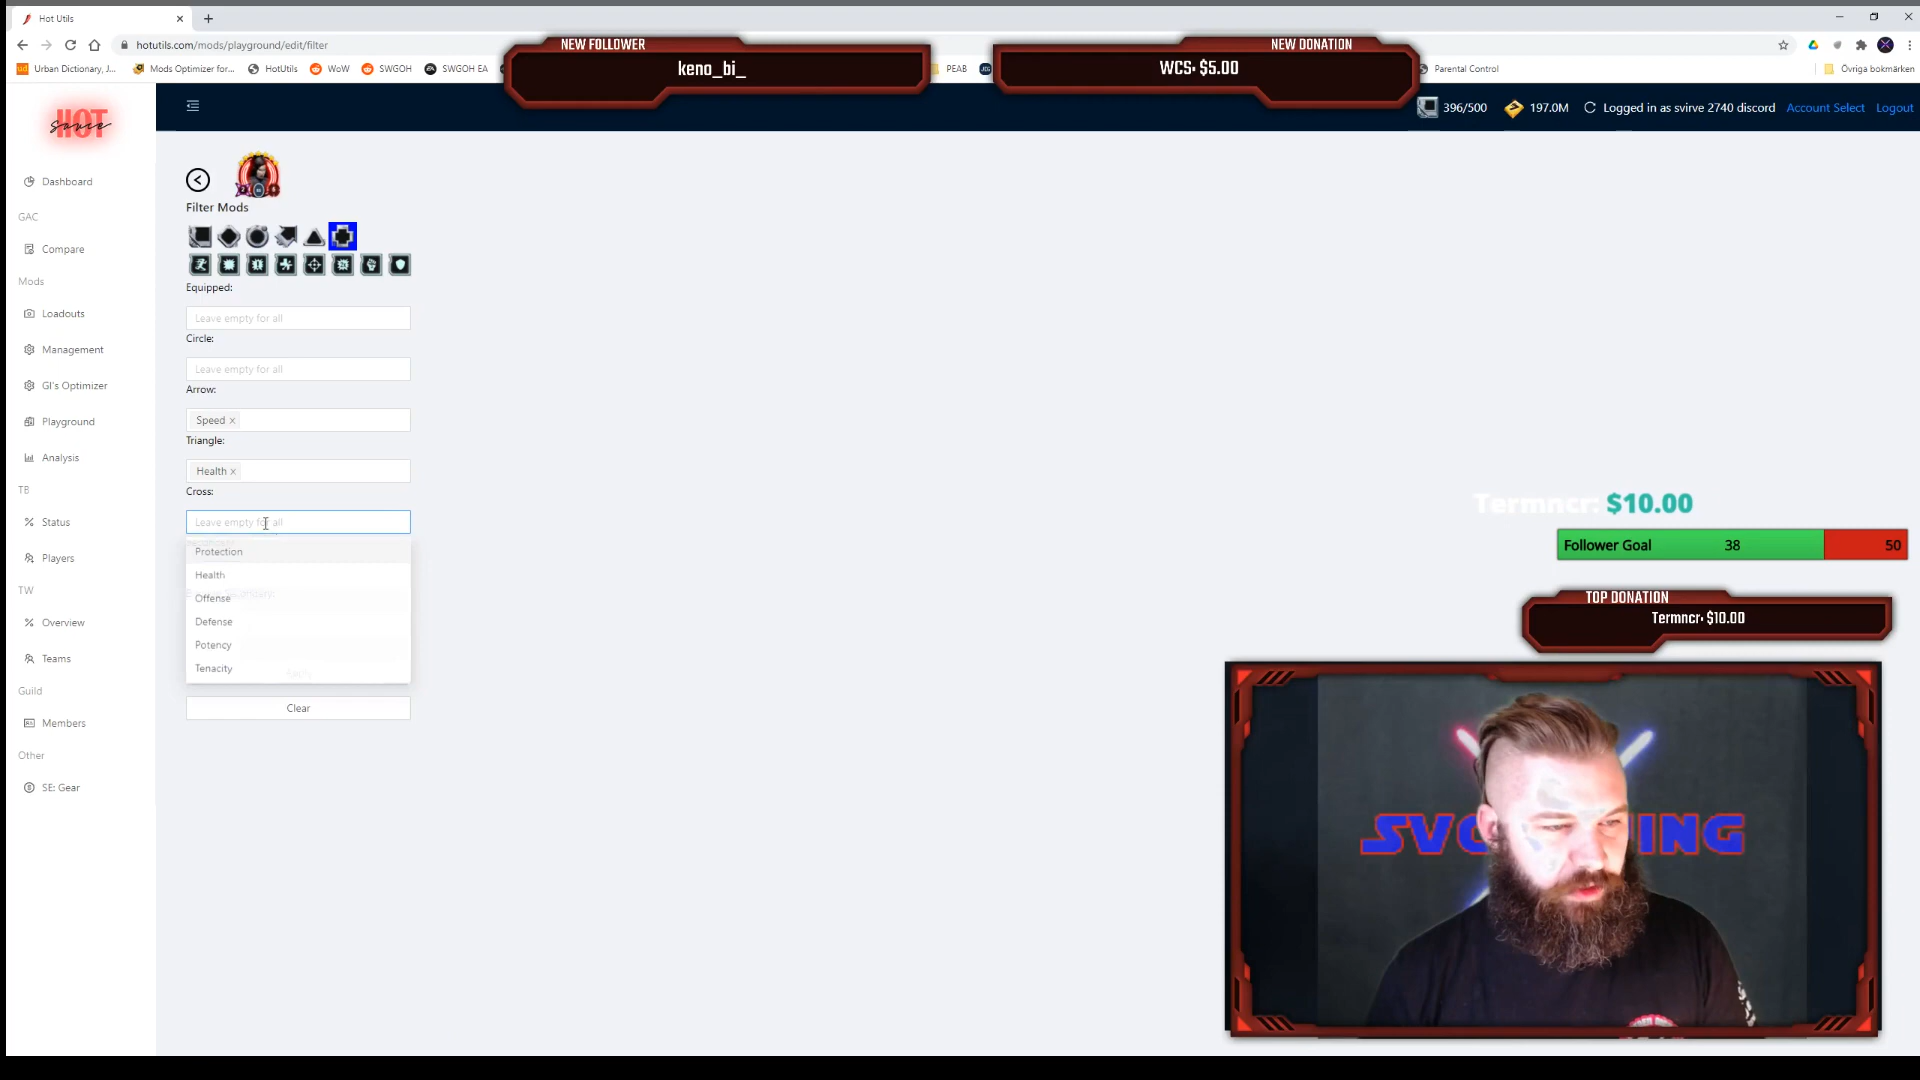 Hot Utils
hotutils.com/mods/playground/edit/filter
NEW FOLLOWER
keno_bi_
NEW DONATION
WCS: $5.00
Urban Dictionary, J...
Mods Optimizer for...
HotUtils
WoW
SWGOH
SWGOH EA
PEAB
Parental Control
Övriga bokmärken
HOT
sauce
396/500
197.0M
Logged in as svirve 2740 discord
Account Select
Logout
Dashboard
GAC
Compare
Mods
Loadouts
Management
GI's Optimizer
Playground
Analysis
TB
Status
Players
TW
Overview
Teams
Guild
Members
Other
SE: Gear
Filter Mods
Equipped:
Leave empty for all
Circle:
Leave empty for all
Arrow:
Speed ×
Triangle:
Health ×
Cross:
Leave empty for all
Protection
Health
Offense
Defense
Potency
Tenacity
Clear
Termncr: $10.00
Follower Goal 38 50
TOP DONATION
Termncr: $10.00